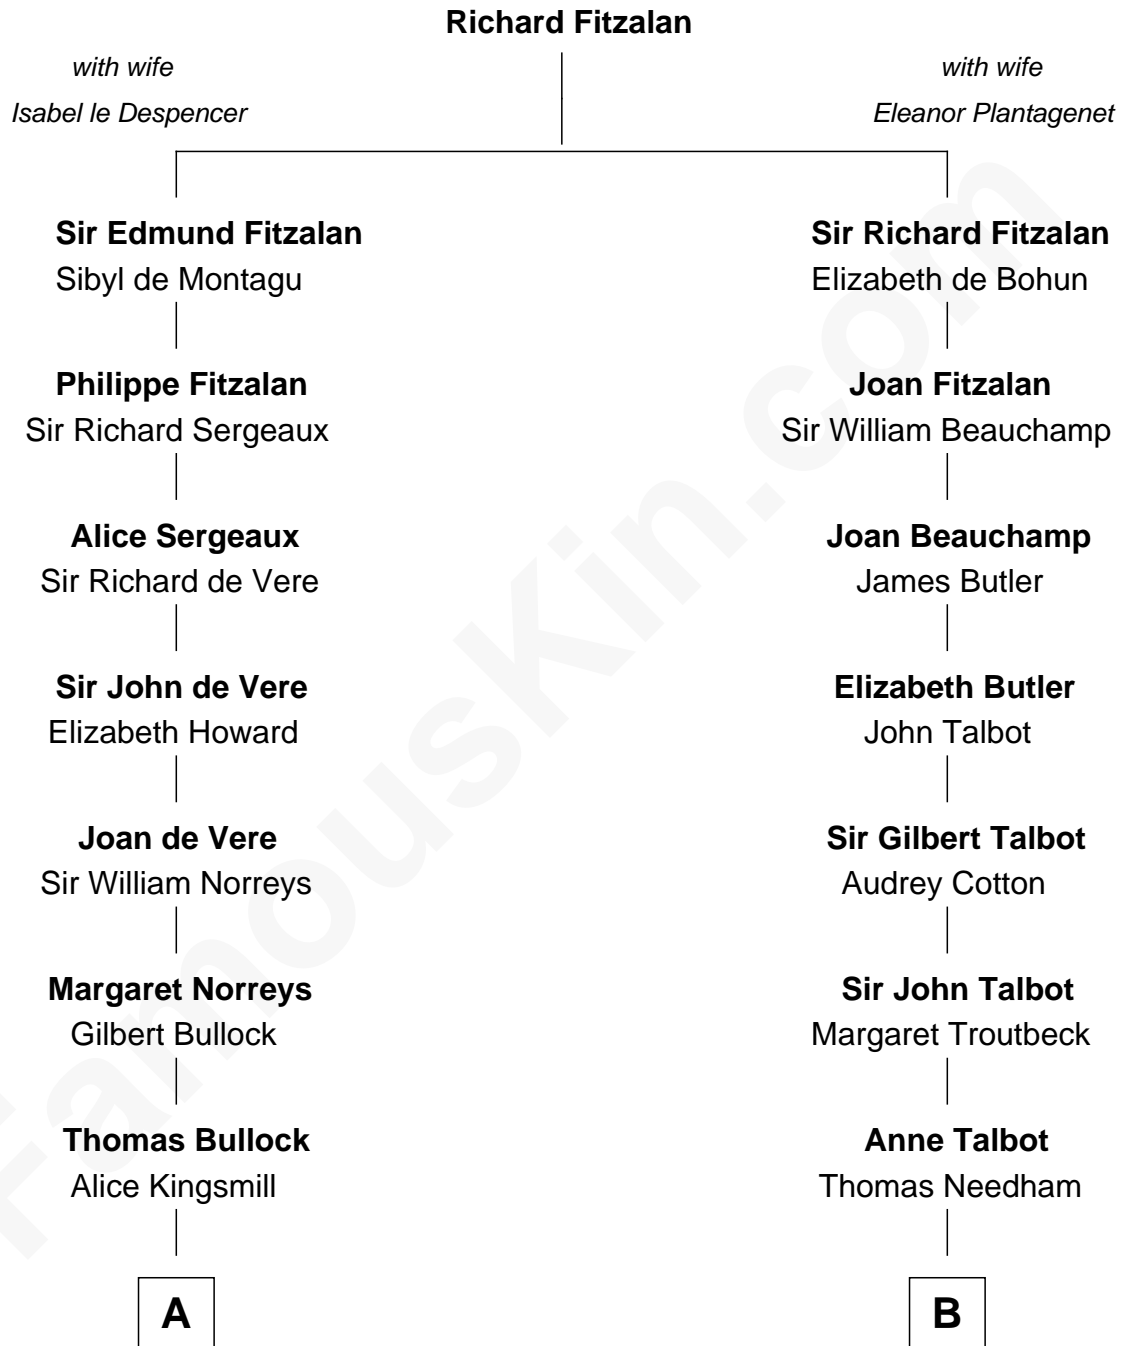 Richard Fitzalan
with wife
Isabel le Despencer
with wife
Eleanor Plantagenet
Sir Edmund Fitzalan
Sibyl de Montagu
Sir Richard Fitzalan
Elizabeth de Bohun
Philippe Fitzalan
Sir Richard Sergeaux
Joan Fitzalan
Sir William Beauchamp
Alice Sergeaux
Sir Richard de Vere
Joan Beauchamp
James Butler
Sir John de Vere
Elizabeth Howard
Elizabeth Butler
John Talbot
Joan de Vere
Sir William Norreys
Sir Gilbert Talbot
Audrey Cotton
Margaret Norreys
Gilbert Bullock
Sir John Talbot
Margaret Troutbeck
Thomas Bullock
Alice Kingsmill
Anne Talbot
Thomas Needham
A
B
FamousKin.com